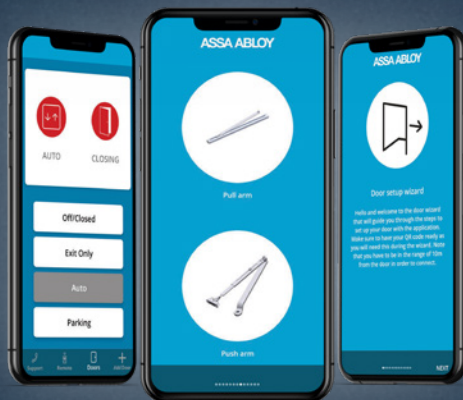 AUTO
CLOSING
Off/Closed
Exit Only
Auto
Parking
Support
Remote
Doors
Add Door
ASSA ABLOY
Pull arm
Push arm
ASSA ABLOY
Door setup wizard
Hello and welcome to the door wizard
that will guide you through the steps to
set up your door with the application.
Make sure to have your QR code ready as
you will need this during the wizard. Note
that you have to be in the range of 10m
from the door in order to connect.
NEXT